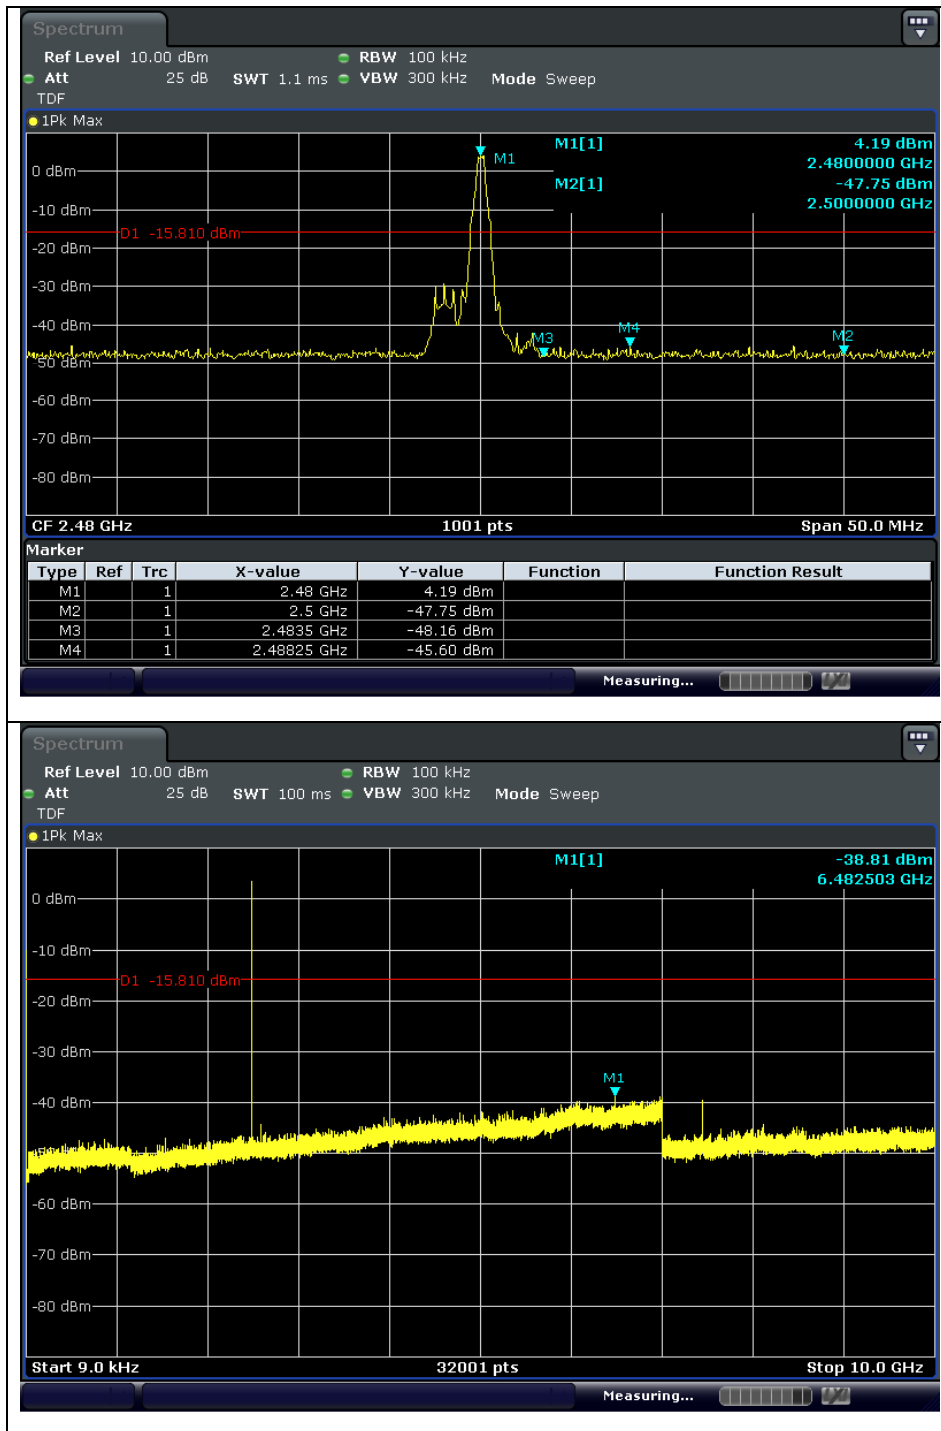 Spectrum
Ref Level 10.00 dBm RBW 100 kHz
Att 25 dB SWT 1.1 ms VBW 300 kHz Mode Sweep
TDF
1Pk Max
M1[1] 4.19 dBm
2.4800000 GHz
M2[1] -47.75 dBm
2.5000000 GHz
M1
0 dBm
-10 dBm
D1 -15.810 dBm
-20 dBm
-30 dBm
-40 dBm
M3 M4 M2
-50 dBm
-60 dBm
-70 dBm
-80 dBm
CF 2.48 GHz 1001 pts Span 50.0 MHz
Marker
Type Ref Trc X-value Y-value Function Function Result
M1 1 2.48 GHz 4.19 dBm
M2 1 2.5 GHz -47.75 dBm
M3 1 2.4835 GHz -48.16 dBm
M4 1 2.48825 GHz -45.60 dBm
Measuring...
Spectrum
Ref Level 10.00 dBm RBW 100 kHz
Att 25 dB SWT 100 ms VBW 300 kHz Mode Sweep
TDF
1Pk Max
M1[1] -38.81 dBm
6.482503 GHz
0 dBm
-10 dBm
D1 -15.810 dBm
-20 dBm
-30 dBm
M1
-40 dBm
-60 dBm
-70 dBm
-80 dBm
Start 9.0 kHz 32001 pts Stop 10.0 GHz
Measuring...